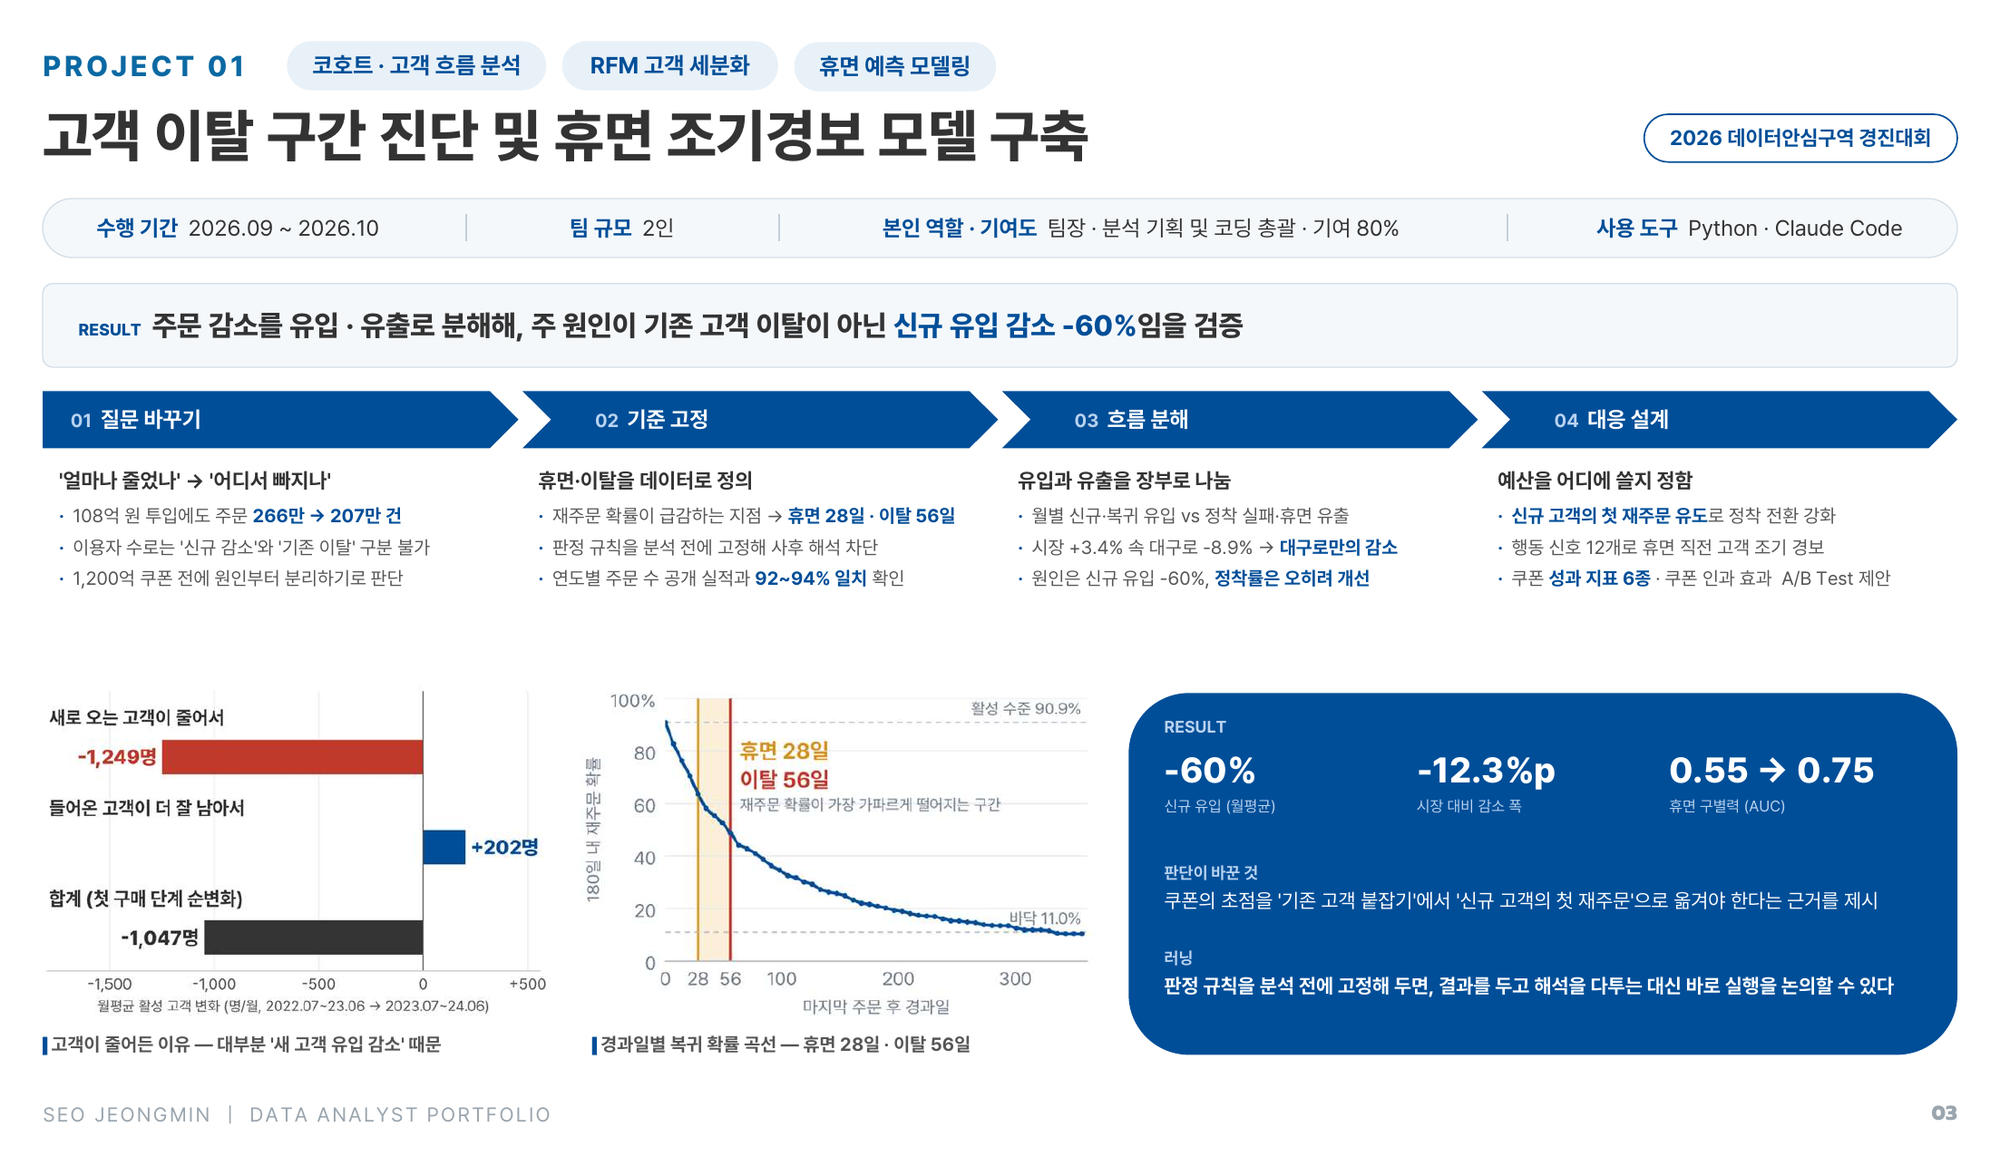 PROJECT 01
코호트 · 고객 흐름 분석
RFM 고객 세분화
휴면 예측 모델링
고객 이탈 구간 진단 및 휴면 조기경보 모델 구축
2026 데이터안심구역 경진대회
수행 기간 2026.09 ~ 2026.10
팀 규모 2인
본인 역할 · 기여도 팀장 · 분석 기획 및 코딩 총괄 · 기여 80%
사용 도구 Python · Claude Code
RESULT 주문 감소를 유입 · 유출로 분해해, 주 원인이 기존 고객 이탈이 아닌 신규 유입 감소 -60%임을 검증
01 질문 바꾸기
'얼마나 줄었나' → '어디서 빠지나'
· 108억 원 투입에도 주문 266만 → 207만 건
· 이용자 수로는 '신규 감소'와 '기존 이탈' 구분 불가
· 1,200억 쿠폰 전에 원인부터 분리하기로 판단
02 기준 고정
휴면·이탈을 데이터로 정의
· 재주문 확률이 급감하는 지점 → 휴면 28일 · 이탈 56일
· 판정 규칙을 분석 전에 고정해 사후 해석 차단
· 연도별 주문 수 공개 실적과 92~94% 일치 확인
03 흐름 분해
유입과 유출을 장부로 나눔
· 월별 신규·복귀 유입 vs 정착 실패·휴면 유출
· 시장 +3.4% 속 대구로 -8.9% → 대구로만의 감소
· 원인은 신규 유입 -60%, 정착률은 오히려 개선
04 대응 설계
예산을 어디에 쓸지 정함
· 신규 고객의 첫 재주문 유도로 정착 전환 강화
· 행동 신호 12개로 휴면 직전 고객 조기 경보
· 쿠폰 성과 지표 6종 · 쿠폰 인과 효과 A/B Test 제안
새로 오는 고객이 줄어서
-1,249명
들어온 고객이 더 잘 남아서
+202명
합계 (첫 구매 단계 순변화)
-1,047명
-1,500 -1,000 -500 0 +500
월평균 활성 고객 변화 (명/월, 2022.07~23.06 → 2023.07~24.06)
고객이 줄어든 이유 — 대부분 '새 고객 유입 감소' 때문
100%
80
60
40
20
0
180일 내 재주문 확률
활성 수준 90.9%
휴면 28일
이탈 56일
재주문 확률이 가장 가파르게 떨어지는 구간
바닥 11.0%
0 28 56 100 200 300
마지막 주문 후 경과일
경과일별 복귀 확률 곡선 — 휴면 28일 · 이탈 56일
RESULT
-60%
신규 유입 (월평균)
-12.3%p
시장 대비 감소 폭
0.55 → 0.75
휴면 구별력 (AUC)
판단이 바꾼 것
쿠폰의 초점을 '기존 고객 붙잡기'에서 '신규 고객의 첫 재주문'으로 옮겨야 한다는 근거를 제시
러닝
판정 규칙을 분석 전에 고정해 두면, 결과를 두고 해석을 다투는 대신 바로 실행을 논의할 수 있다
SEO JEONGMIN | DATA ANALYST PORTFOLIO
03